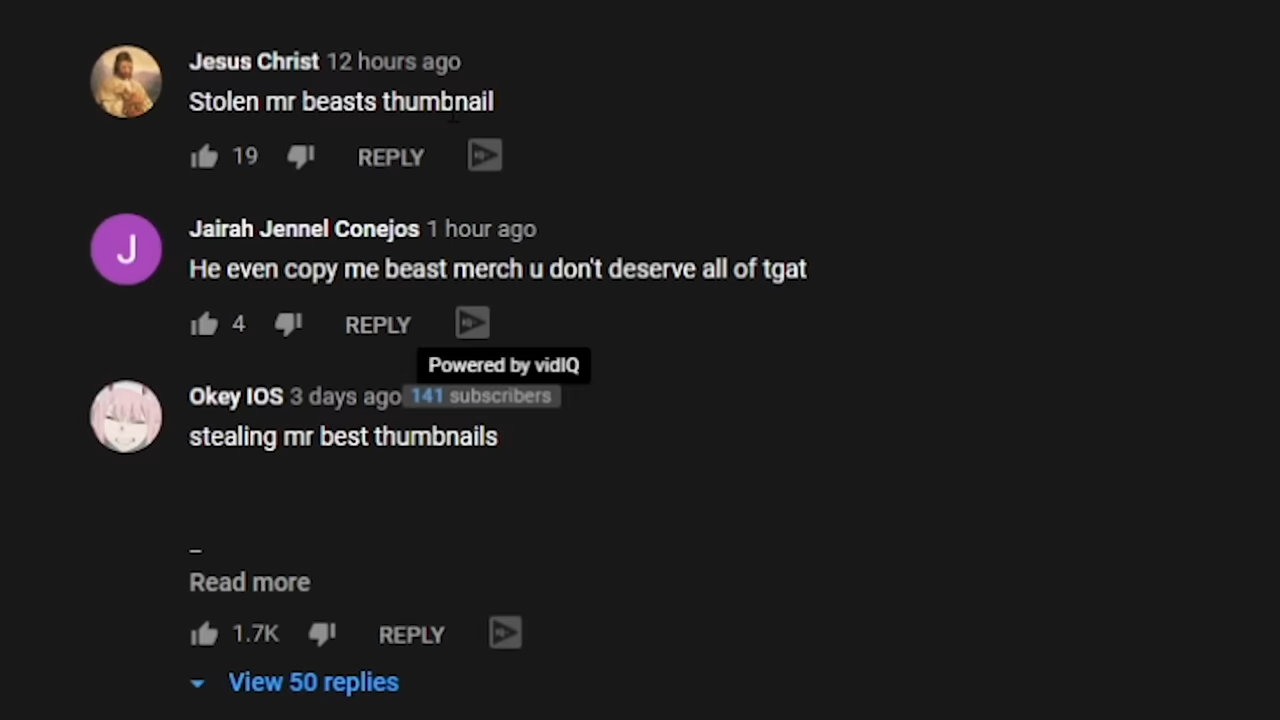 Jesus Christ 12 hours ago
Stolen mr beasts thumbnail
19 REPLY
J
Jairah Jennel Conejos 1 hour ago
He even copy me beast merch u don't deserve all of tgat
4 REPLY
Powered by vidIQ
Okey IOS 3 days ago 141 subscribers
stealing mr best thumbnails
_
Read more
1.7K REPLY
View 50 replies